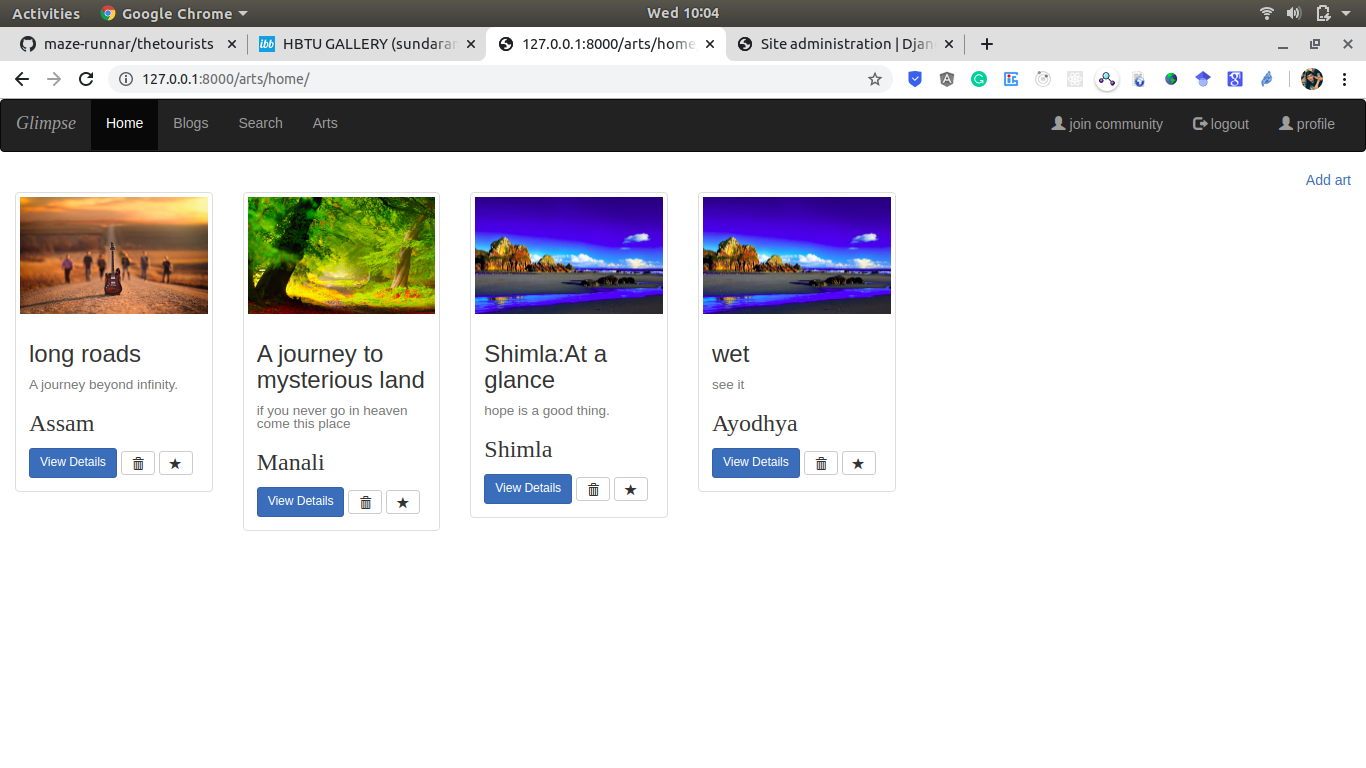 Activities Google Chrome Wed 10:04
maze-runnar/thetourists HBTU GALLERY (sundaran 127.0.0.1:8000/arts/home Site administration | Djan
127.0.0.1:8000/arts/home/
Glimpse Home Blogs Search Arts join community logout profile
Add art
long roads
A journey beyond infinity.
Assam
View Details
A journey to
mysterious land
if you never go in heaven
come this place
Manali
View Details
Shimla:At a
glance
hope is a good thing.
Shimla
View Details
wet
see it
Ayodhya
View Details